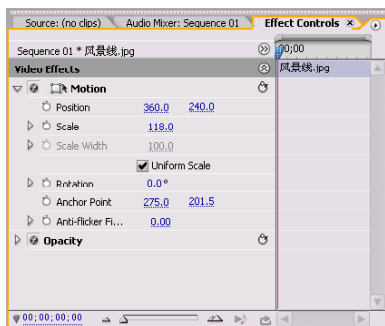 Source: (no clips) Audio Mixer: Sequence 01 Effect Controls ×
Sequence 01 * 风景线.jpg 00;00
Video Effects 风景线.jpg
Motion
Position 360.0 240.0
Scale 118.0
Scale Width 100.0
Uniform Scale
Rotation 0.0°
Anchor Point 275.0 201.5
Anti-flicker Fi... 0.00
Opacity
00;00;00;00